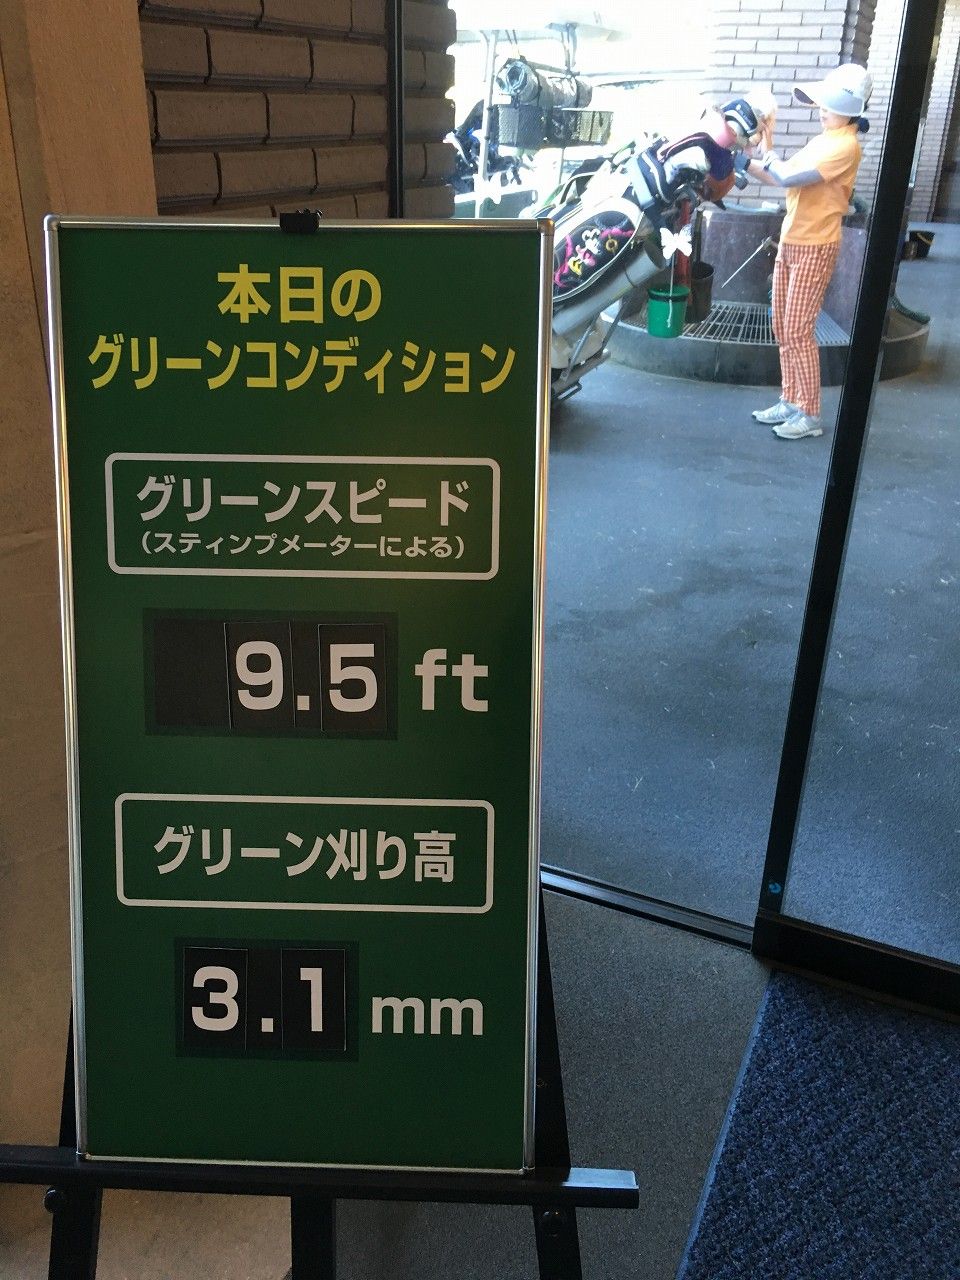 本日の
グリーンコンディション
グリーンスピード
（スティンプメーターによる）
9.5 ft
グリーン刈り高
3.1 mm